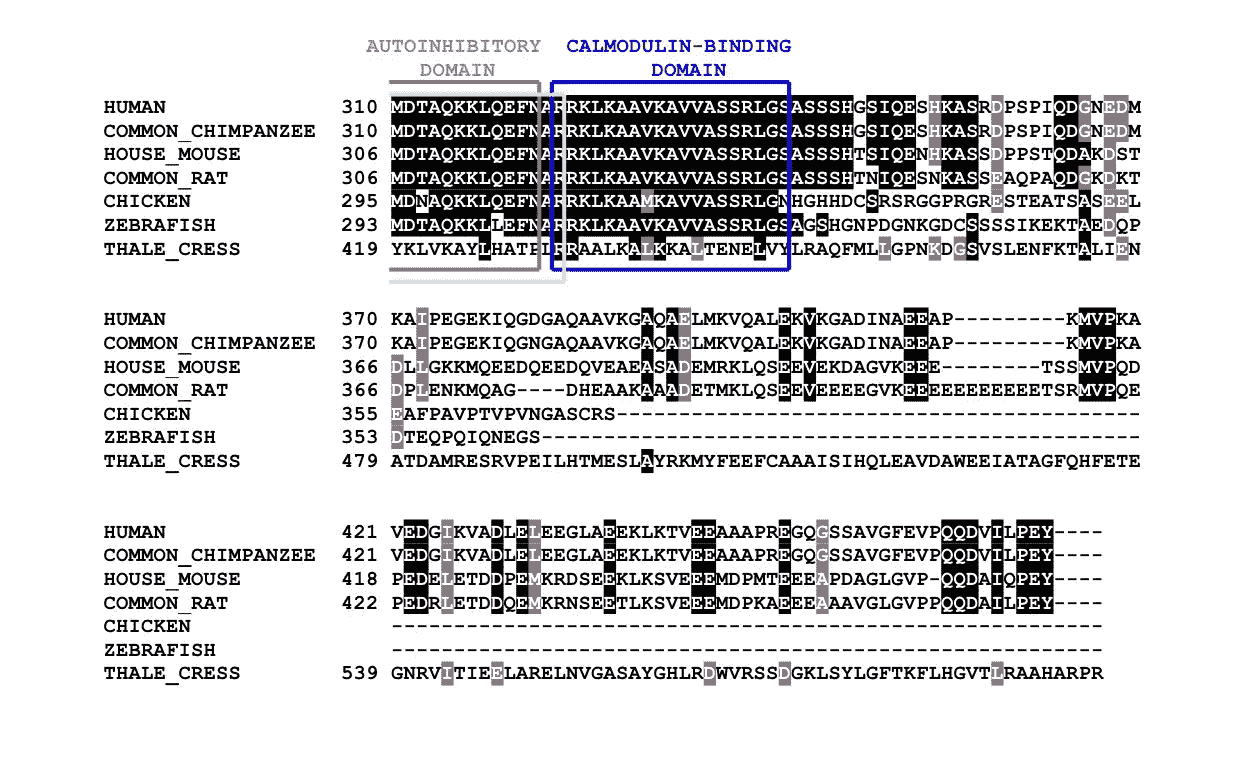 AUTOINHIBITORY CALMODULIN-BINDING
DOMAIN DOMAIN
HUMAN 310 MDTAQKKLQEFNARRKLKAAVKAVVASSRLGSASSSHGSIQESHKASRDPSPIQDGNEDM
COMMON_CHIMPANZEE 310 MDTAQKKLQEFNARRKLKAAVKAVVASSRLGSASSSHGSIQESHKASRDPSPIQDGNEDM
HOUSE_MOUSE 306 MDTAQKKLQEFNARRKLKAAVKAVVASSRLGSASSSHTSIQENHKASSDPPSTQDAKDST
COMMON_RAT 306 MDTAQKKLQEFNARRKLKAAVKAVVASSRLGSASSSHTNIQESNKASSEAQPAQDGKDKT
CHICKEN 295 MDNAQKKLQEFNARRKLKAAMKAVVASSRLGNHGHHDCSRSRGGPRGRESTEATSASEEL
ZEBRAFISH 293 MDTAQKKLLEFNARRKLKAAVKAVVASSRLGSAGSHGNPDGNKGDCSSSSIKEKTAEDQP
THALE_CRESS 419 YKLVKAYLHATPLRRAALKALKKALTENELVYLRAQFMLLGPNKDGSVSLENFKTALIEN
HUMAN 370 KAIPEGEKIQGDGAQAAVKGAQAELMKVQALEKVKGADINAEEAP---------KMVPKA
COMMON_CHIMPANZEE 370 KAIPEGEKIQGNGAQAAVKGAQAELMKVQALEKVKGADINAEEAP---------KMVPKA
HOUSE_MOUSE 366 DLLGKKMQEEDQEEDQVEAEASADEMRKLQSEEVEKDAGVKEEE--------TSSMVPQE
COMMON_RAT 366 DPLENKMQAG----DHEAAKAAADETMKLQSEEVEEEEGVKEEEEEEEEEEETSRMVPQD
CHICKEN 355 EAFPAVPTVPVNGASCRS------------------------------------------
ZEBRAFISH 353 DTEQPQIQNEGS------------------------------------------------
THALE_CRESS 479 ATDAMRESRVPEILHTMESLAYRKMYFEEFCAAAISIHQLEAVDAWEEIATAGFQHFETE
HUMAN 421 VEDGIKVADLELEEGLAEEKLKTVEEAAAPREGQGSSAVGFEVPQQDVILPEY----
COMMON_CHIMPANZEE 421 VEDGIKVADLELEEGLAEEKLKTVEEAAAPREGQGSSAVGFEVPQQDVILPEY----
HOUSE_MOUSE 418 PEDELETDDPEMKRDSEEKLKSVEEEMDPMTEEEAPDAGLGVP-QQDAIQPEY----
COMMON_RAT 422 PEDRLETDDQEMKRNSEETLKSVEEEMDPKAEEEAAAVGLGVPPQQDAILPEY----
CHICKEN ---------------------------------------------------------
ZEBRAFISH ---------------------------------------------------------
THALE_CRESS 539 GNRVITIEELARELNVGASAYGHLRDWVRSSDGKLSYLGFTKFLHGVTLRAAHARPR